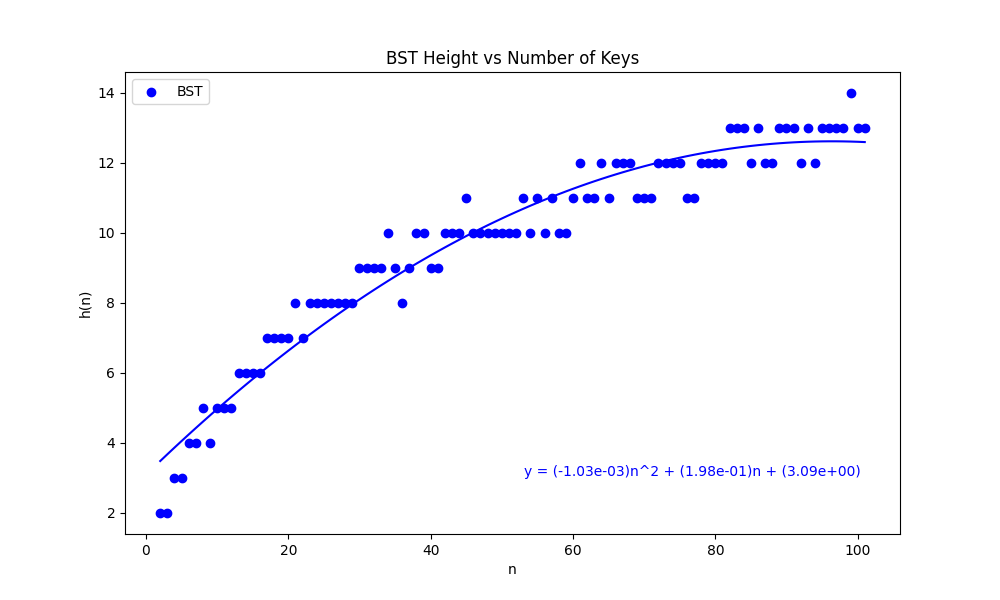 BST Height vs Number of Keys
BST
14
12
10
8
6
4
2
h(n)
y = (-1.03e-03)n^2 + (1.98e-01)n + (3.09e+00)
0 20 40 60 80 100
n